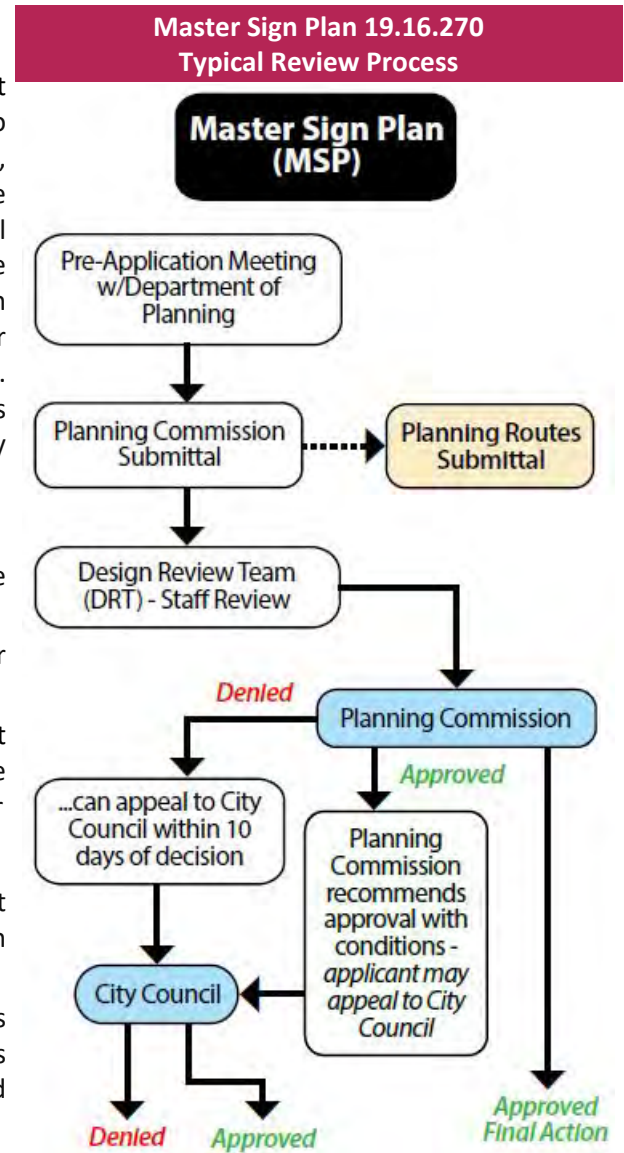 Master Sign Plan 19.16.270
Typical Review Process
Master Sign Plan
(MSP)
Pre-Application Meeting
w/Department of
Planning
Planning Commission
Submittal
Planning Routes
Submittal
Design Review Team
(DRT) - Staff Review
Denied
Planning Commission
Approved
...can appeal to City
Council within 10
days of decision
Planning
Commission
recommends
approval with
conditions -
applicant may
appeal to City
Council
City Council
Denied
Approved
Approved
Final Action